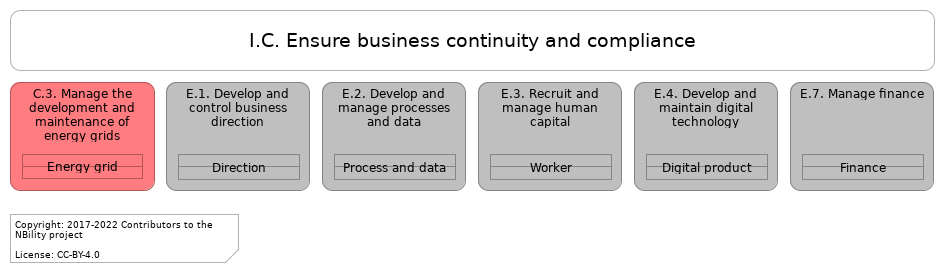 I.C. Ensure business continuity and compliance
C.3. Manage the
development and
maintenance of
energy grids
Energy grid
E.1. Develop and
control business
direction
Direction
E.2. Develop and
manage processes
and data
Process and data
E.3. Recruit and
manage human
capital
Worker
E.4. Develop and
maintain digital
technology
Digital product
E.7. Manage finance
Finance
Copyright: 2017-2022 Contributors to the
NBility project
License: CC-BY-4.0